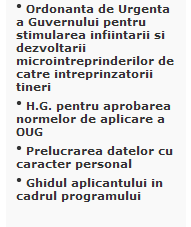 • Ordonanta de Urgenta
a Guvernului pentru
stimularea infiintarii si
dezvoltarii
microintreprinderilor de
catre intreprinzatorii
tineri
• H.G. pentru aprobarea
normelor de aplicare a
OUG
• Prelucrarea datelor cu
caracter personal
• Ghidul aplicantului in
cadrul programului